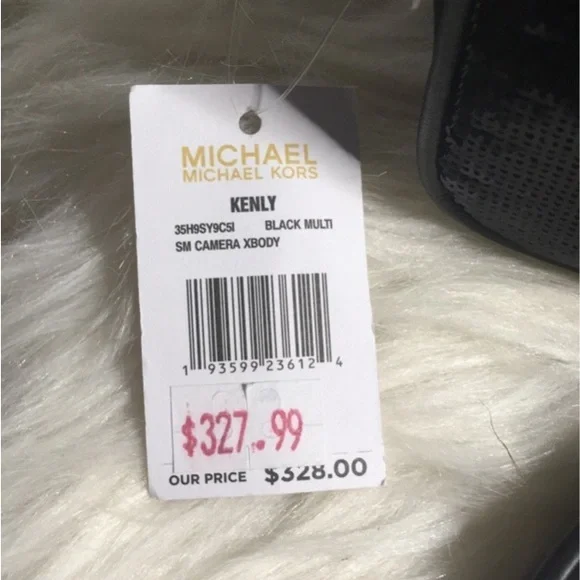 MICHAEL
MICHAEL KORS
KENLY
35H9SY9C5I BLACK MULTI
SM CAMERA XBODY
1 93599 23612 4
$327.99
OUR PRICE $328.00